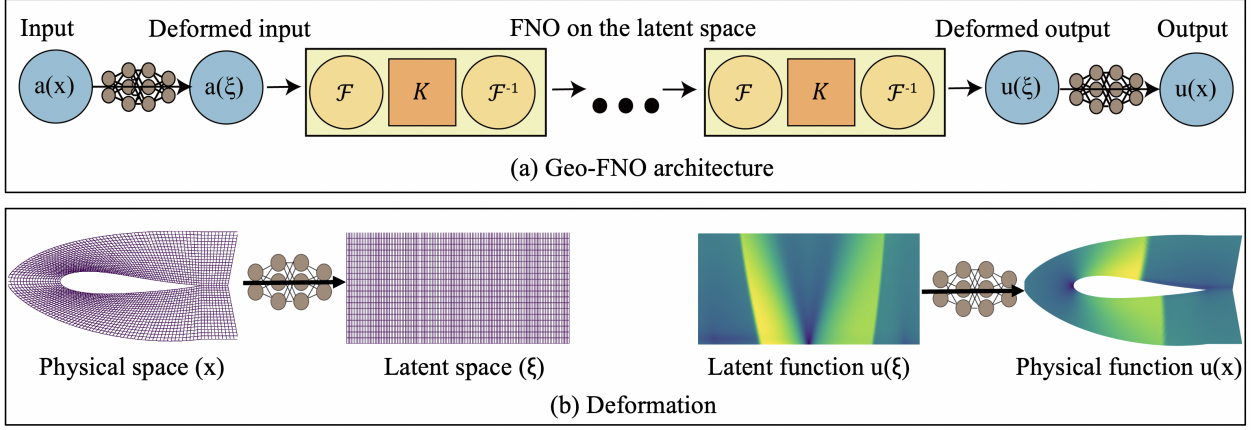 Input
Deformed input
FNO on the latent space
Deformed output
Output
a(x)
a(ξ)
ℱ
K
ℱ⁻¹
ℱ
K
ℱ⁻¹
u(ξ)
u(x)
(a) Geo-FNO architecture
Physical space (x)
Latent space (ξ)
Latent function u(ξ)
Physical function u(x)
(b) Deformation